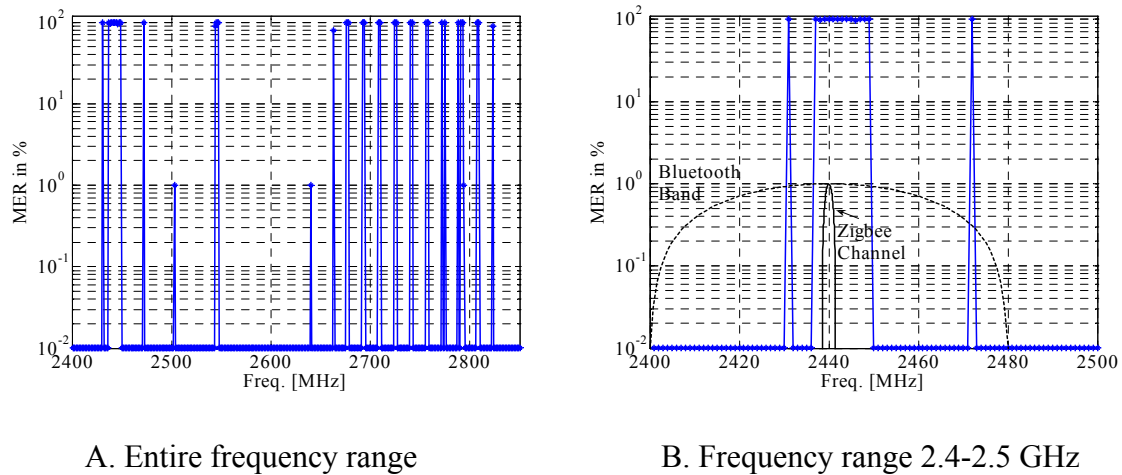 10^2
10^1
10^0
10^-1
10^-2
MER in %
2400 2500 2600 2700 2800
Freq. [MHz]
10^2
10^1
10^0
10^-1
10^-2
MER in %
Bluetooth
Band
Zigbee
Channel
2400 2420 2440 2460 2480 2500
Freq. [MHz]
A. Entire frequency range
B. Frequency range 2.4-2.5 GHz